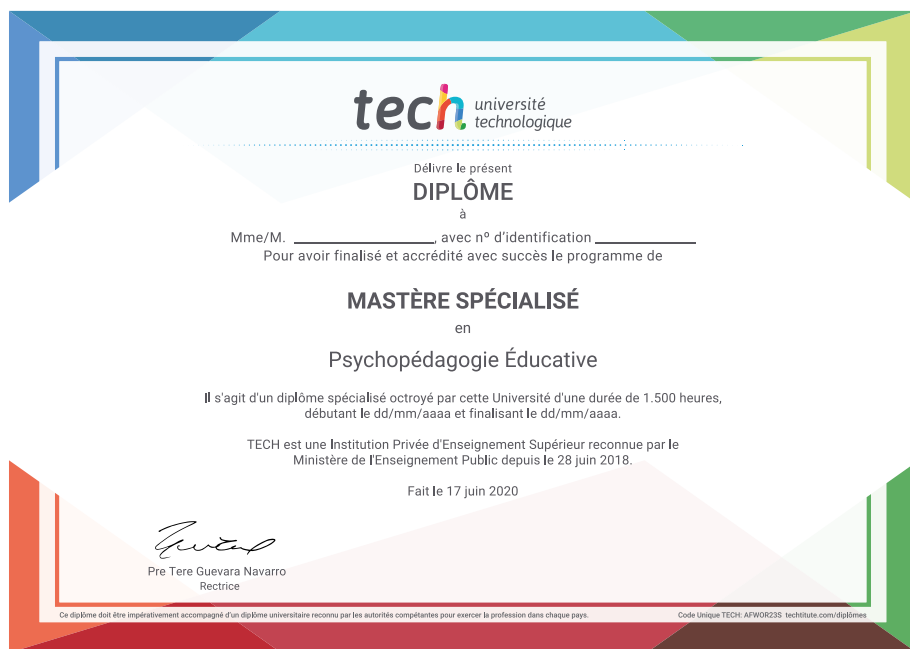 tech université
technologique
Délivre le présent
DIPLÔME
à
Mme/M. ____________, avec nº d'identification ____________
Pour avoir finalisé et accrédité avec succès le programme de
MASTÈRE SPÉCIALISÉ
en
Psychopédagogie Éducative
Il s'agit d'un diplôme spécialisé octroyé par cette Université d'une durée de 1.500 heures,
débutant le dd/mm/aaaa et finalisant le dd/mm/aaaa.
TECH est une Institution Privée d'Enseignement Supérieur reconnue par le
Ministère de l'Enseignement Public depuis le 28 juin 2018.
Fait le 17 juin 2020
Pre Tere Guevara Navarro
Rectrice
Ce diplôme doit être impérativement accompagné d'un diplôme universitaire reconnu par les autorités compétentes pour exercer la profession dans chaque pays.
Code Unique TECH: AFWOR23S techtitute.com/diplômes